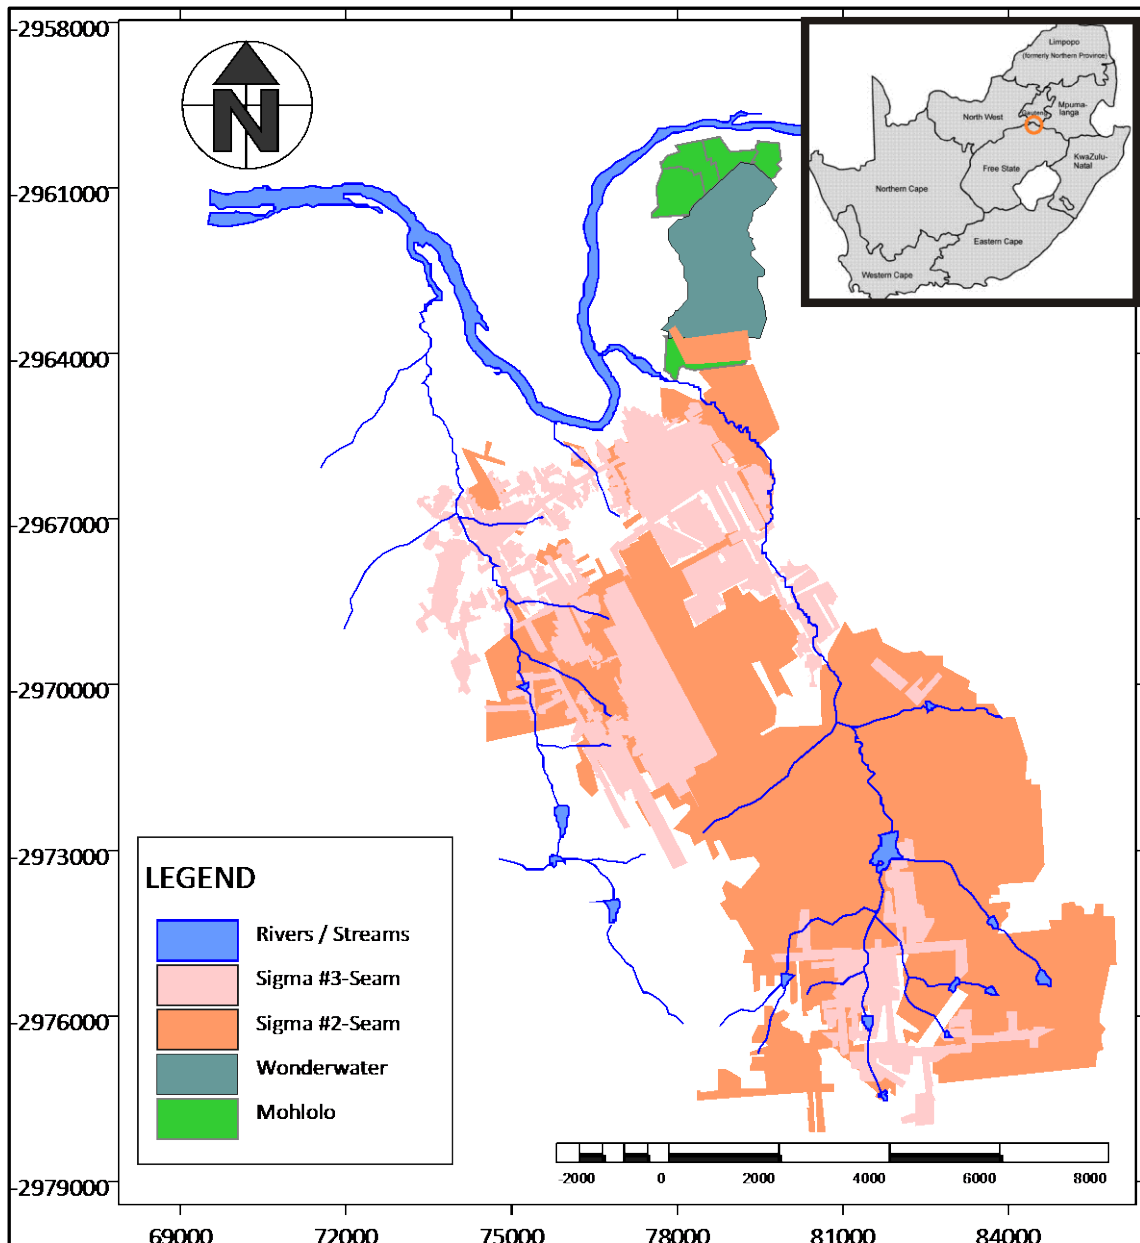 -2958000
-2961000
-2964000
-2967000
-2970000
-2973000
-2976000
-2979000
N
Limpopo
(formerly Northern Province)
North West
Gauteng
Mpuma-
langa
Free State
KwaZulu-
Natal
Northern Cape
Eastern Cape
Western Cape
LEGEND
Rivers / Streams
Sigma #3-Seam
Sigma #2-Seam
Wonderwater
Mohlolo
-2000 0 2000 4000 6000 8000
69000 72000 75000 78000 81000 84000